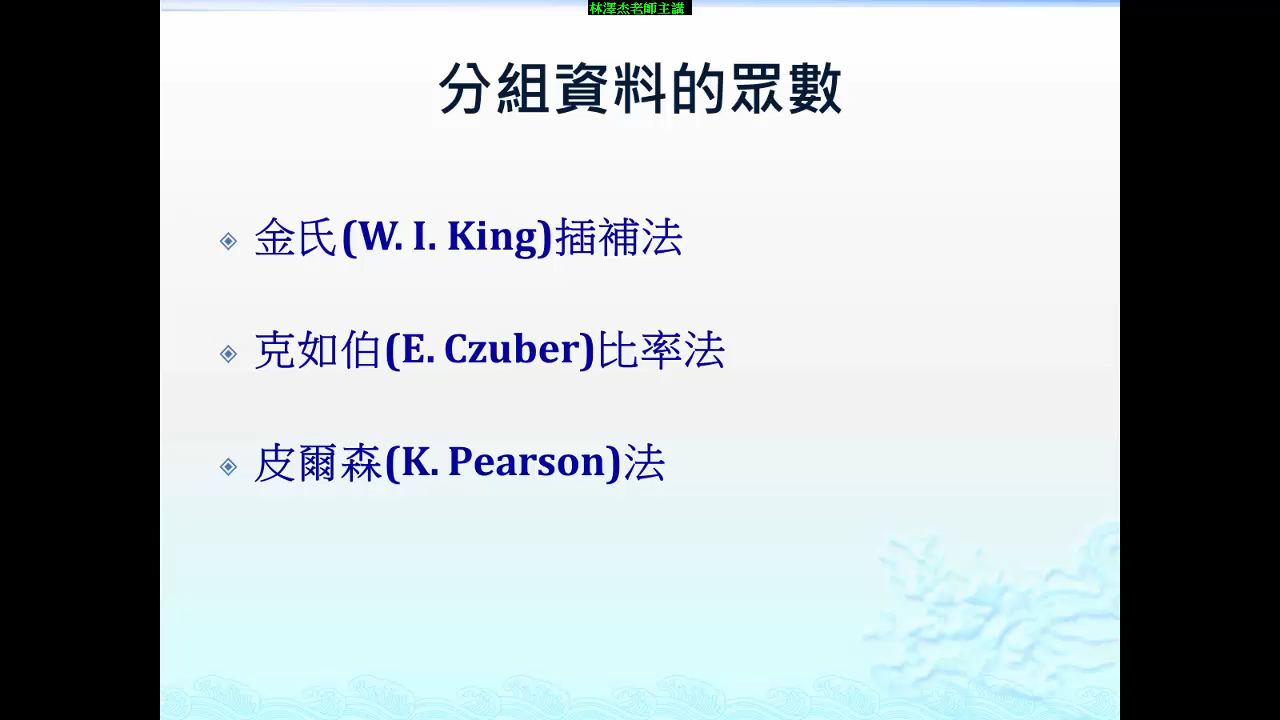 林澤杰老師主講
分組資料的眾數
金氏(W. I. King)插補法
克如伯(E. Czuber)比率法
皮爾森(K. Pearson)法